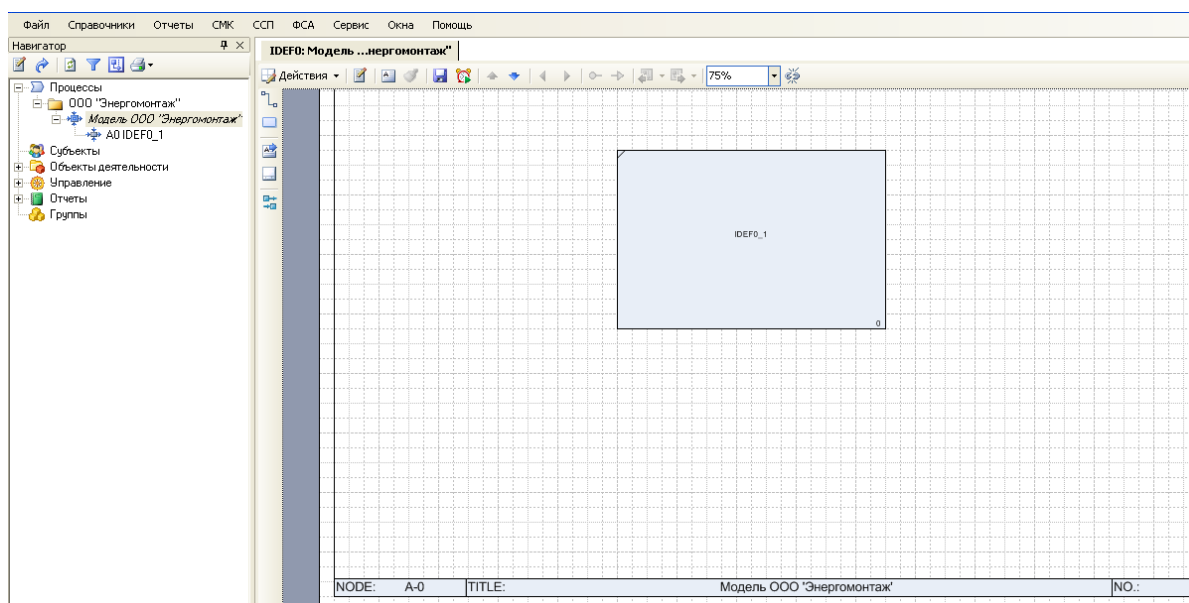 Файл Справочники Отчеты СМК ССП ФСА Сервис Окна Помощь
Навигатор
IDEF0: Модель ...нергомонтаж"
Действия 75%
Процессы
ООО "Энергомонтаж"
Модель ООО "Энергомонтаж"
A0 IDEF0_1
Субъекты
Объекты деятельности
Управление
Отчеты
Группы
IDEF0_1
0
NODE: A-0 TITLE: Модель ООО 'Энергомонтаж' NO.: